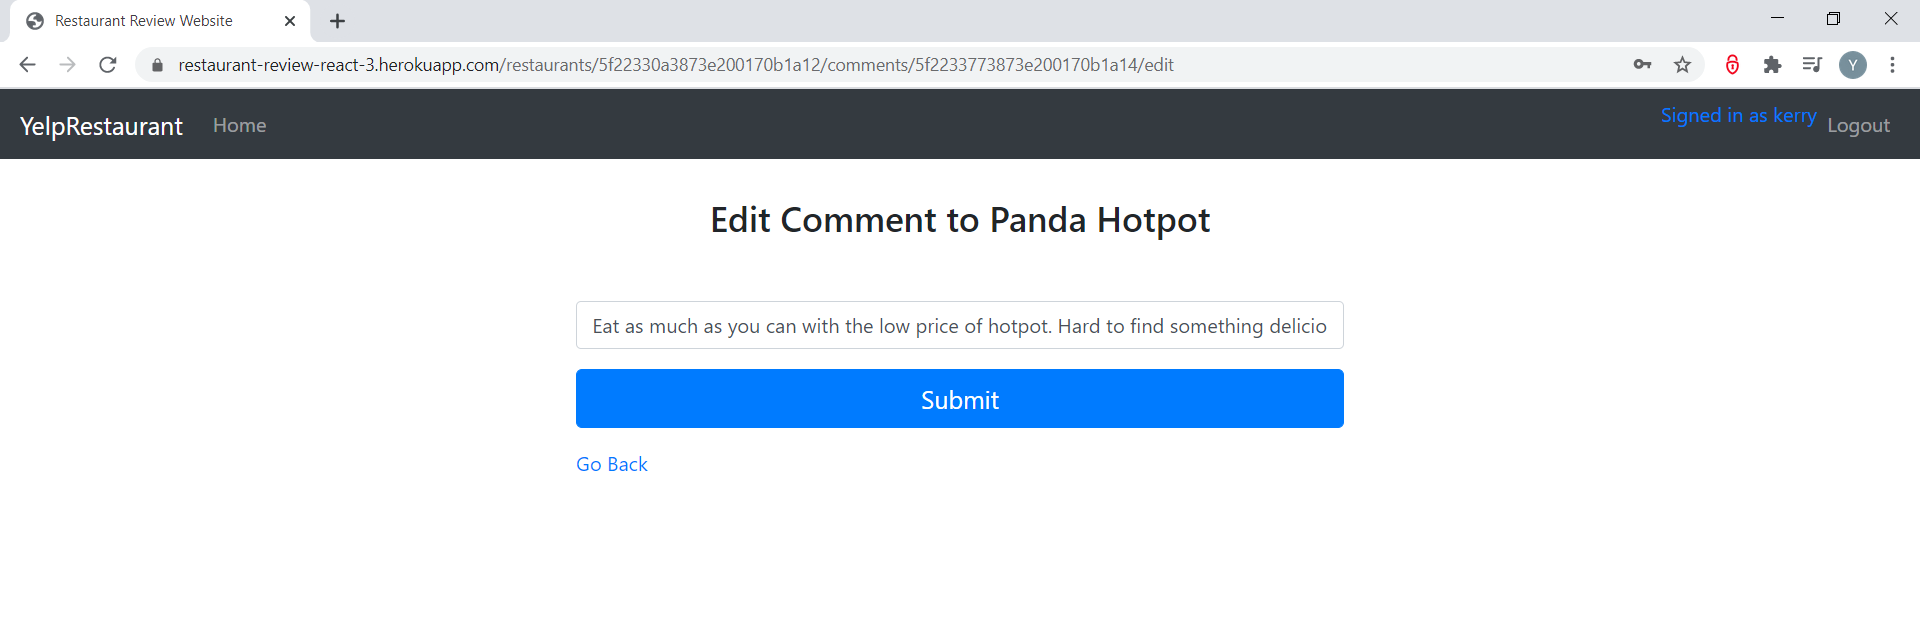 Restaurant Review Website
restaurant-review-react-3.herokuapp.com/restaurants/5f22330a3873e200170b1a12/comments/5f2233773873e200170b1a14/edit
Y
YelpRestaurant Home Signed in as kerry Logout
Edit Comment to Panda Hotpot
Eat as much as you can with the low price of hotpot. Hard to find something delicio
Submit
Go Back